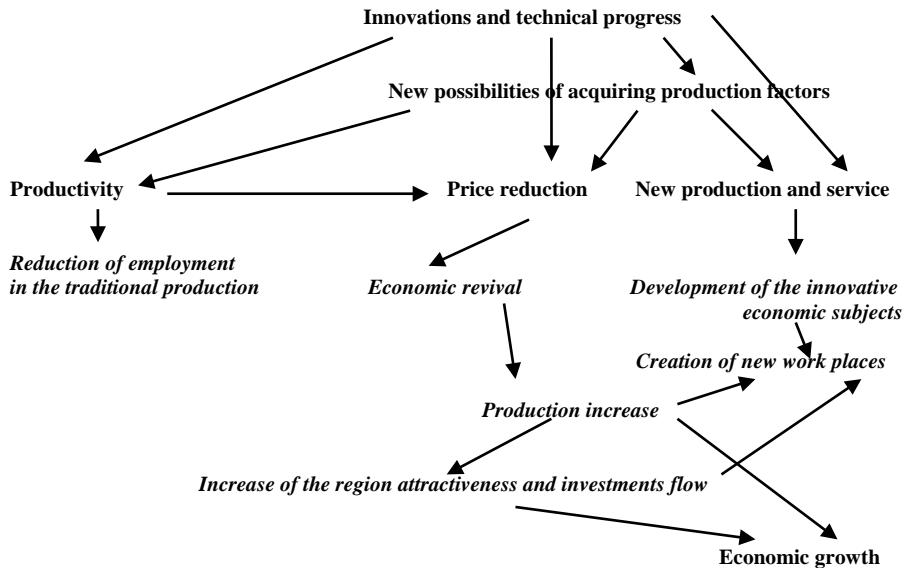 Innovations and technical progress
New possibilities of acquiring production factors
Productivity
Price reduction
New production and service
Reduction of employment
in the traditional production
Economic revival
Development of the innovative
economic subjects
Creation of new work places
Production increase
Increase of the region attractiveness and investments flow
Economic growth